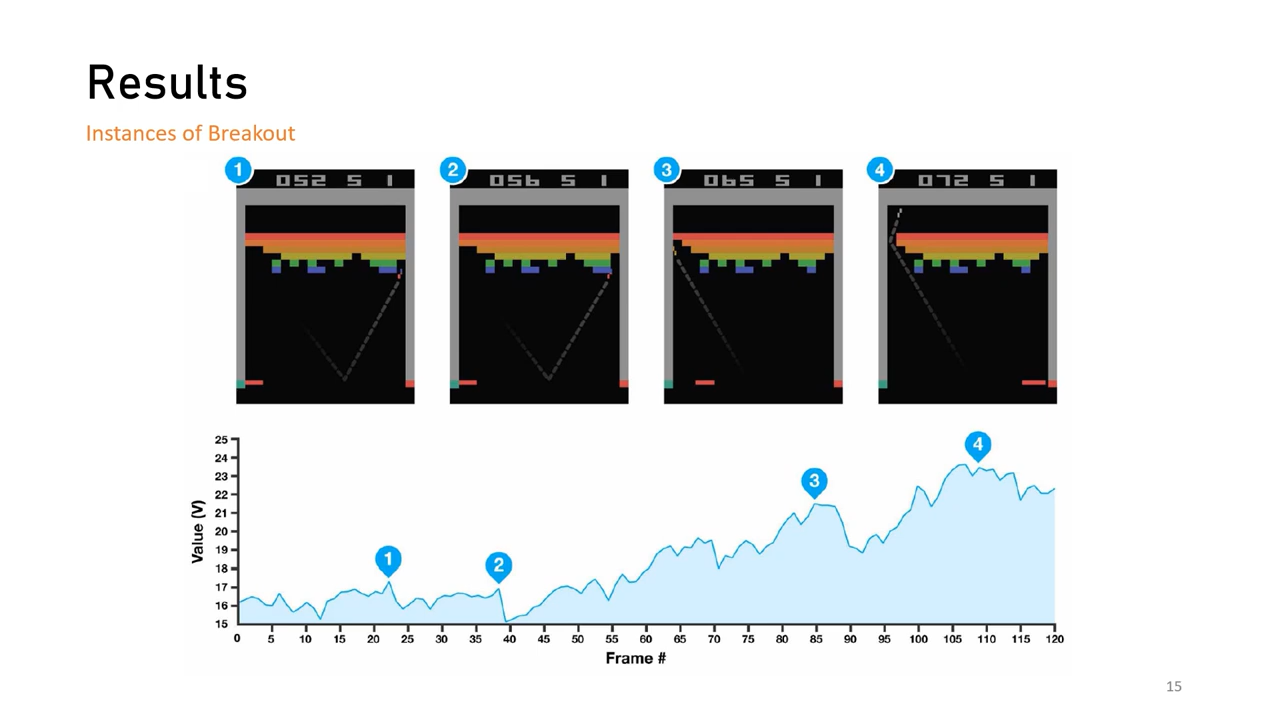 Results
Instances of Breakout
1 2 3 4
052 5 1 056 5 1 065 5 1 072 5 1
4
3
1
2
Value (V)
25
24
23
22
21
20
19
18
17
16
15
0 5 10 15 20 25 30 35 40 45 50 55 60 65 70 75 80 85 90 95 100 105 110 115 120
Frame #
15